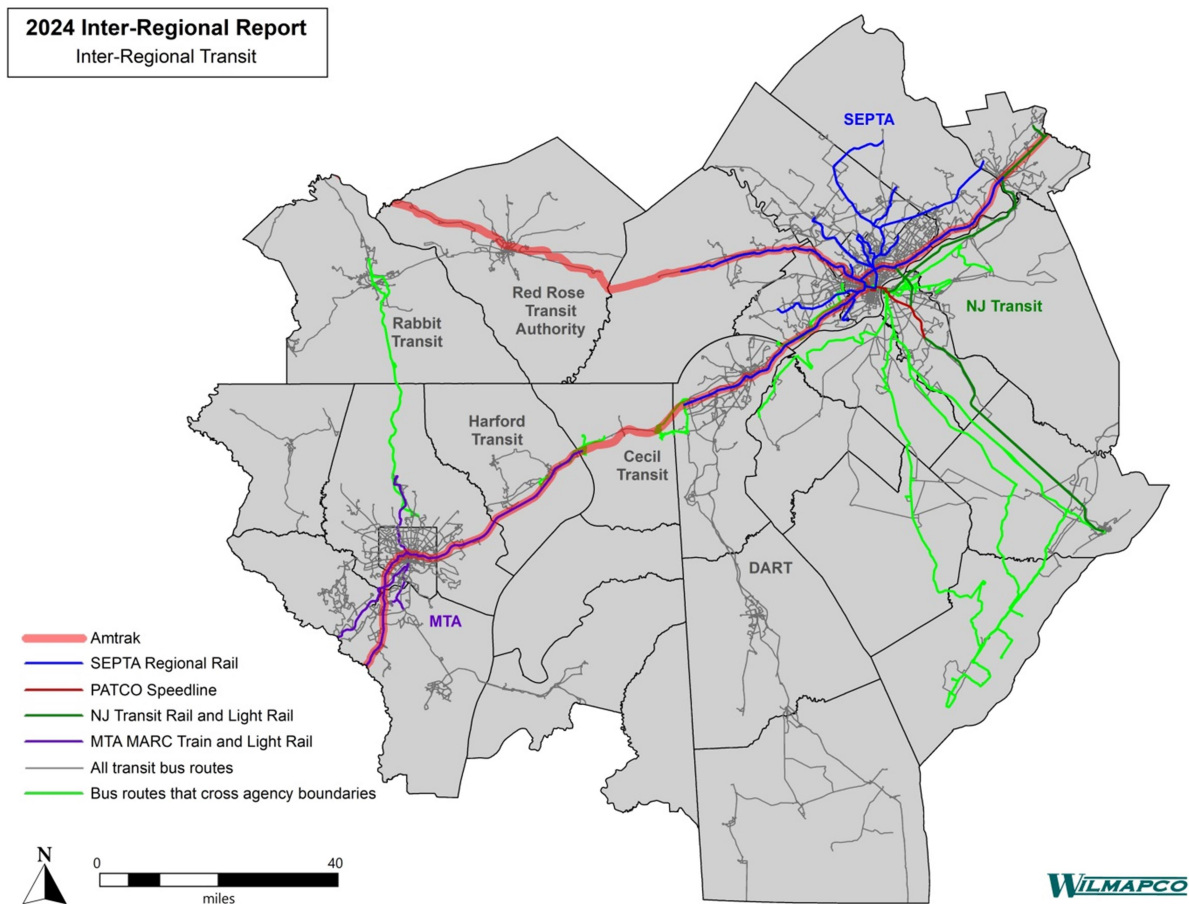 2024 Inter-Regional Report
Inter-Regional Transit
SEPTA
Red Rose
Transit
Authority
NJ Transit
Rabbit
Transit
Harford
Transit
Cecil
Transit
DART
MTA
Amtrak
SEPTA Regional Rail
PATCO Speedline
NJ Transit Rail and Light Rail
MTA MARC Train and Light Rail
All transit bus routes
Bus routes that cross agency boundaries
N
0
40
miles
WILMAPCO